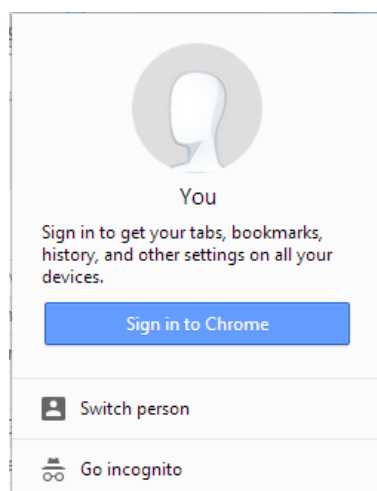 You
Sign in to get your tabs, bookmarks,
history, and other settings on all your
devices.
Sign in to Chrome
Switch person
Go incognito